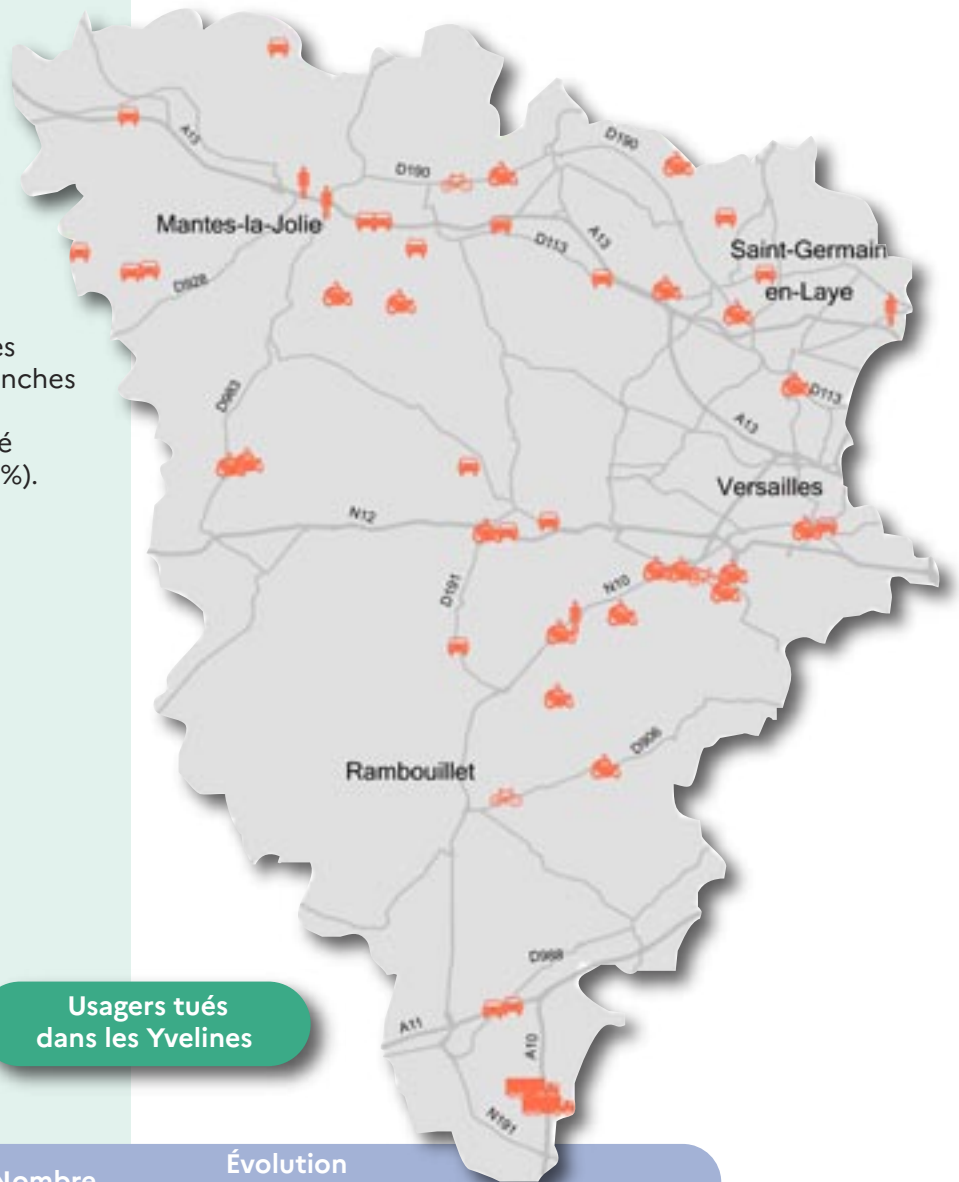 A13
D190
D190
Mantes-la-Jolie
D113
A13
Saint-Germain
en-Laye
D928
es
nches
D983
D113
A13
é
%).
Versailles
N12
D191
N10
Rambouillet
D906
D988
Usagers tués
dans les Yvelines
A11
A10
N191
Évolution
Nombre